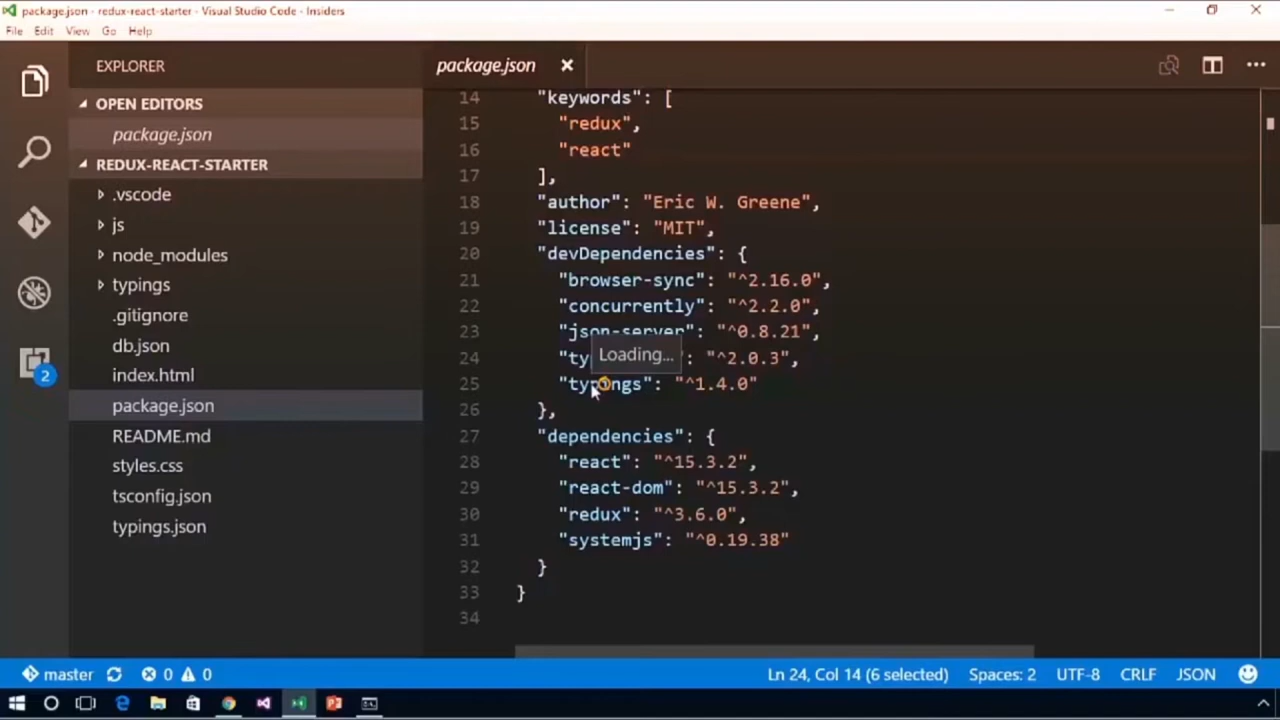 package.json - redux-react-starter - Visual Studio Code - Insiders
File Edit View Go Help
EXPLORER
OPEN EDITORS
package.json
REDUX-REACT-STARTER
.vscode
js
node_modules
typings
.gitignore
db.json
index.html
package.json
README.md
styles.css
tsconfig.json
typings.json
2
package.json
14 "keywords": [
15 "redux",
16 "react"
17 ],
18 "author": "Eric W. Greene",
19 "license": "MIT",
20 "devDependencies": {
21 "browser-sync": "^2.16.0",
22 "concurrently": "^2.2.0",
23 "json-server": "^0.8.21",
Loading...
24 "ty": "^2.0.3",
25 "typings": "^1.4.0"
26 },
27 "dependencies": {
28 "react": "^15.3.2",
29 "react-dom": "^15.3.2",
30 "redux": "^3.6.0",
31 "systemjs": "^0.19.38"
32 }
33 }
34
master 0 0 Ln 24, Col 14 (6 selected) Spaces: 2 UTF-8 CRLF JSON